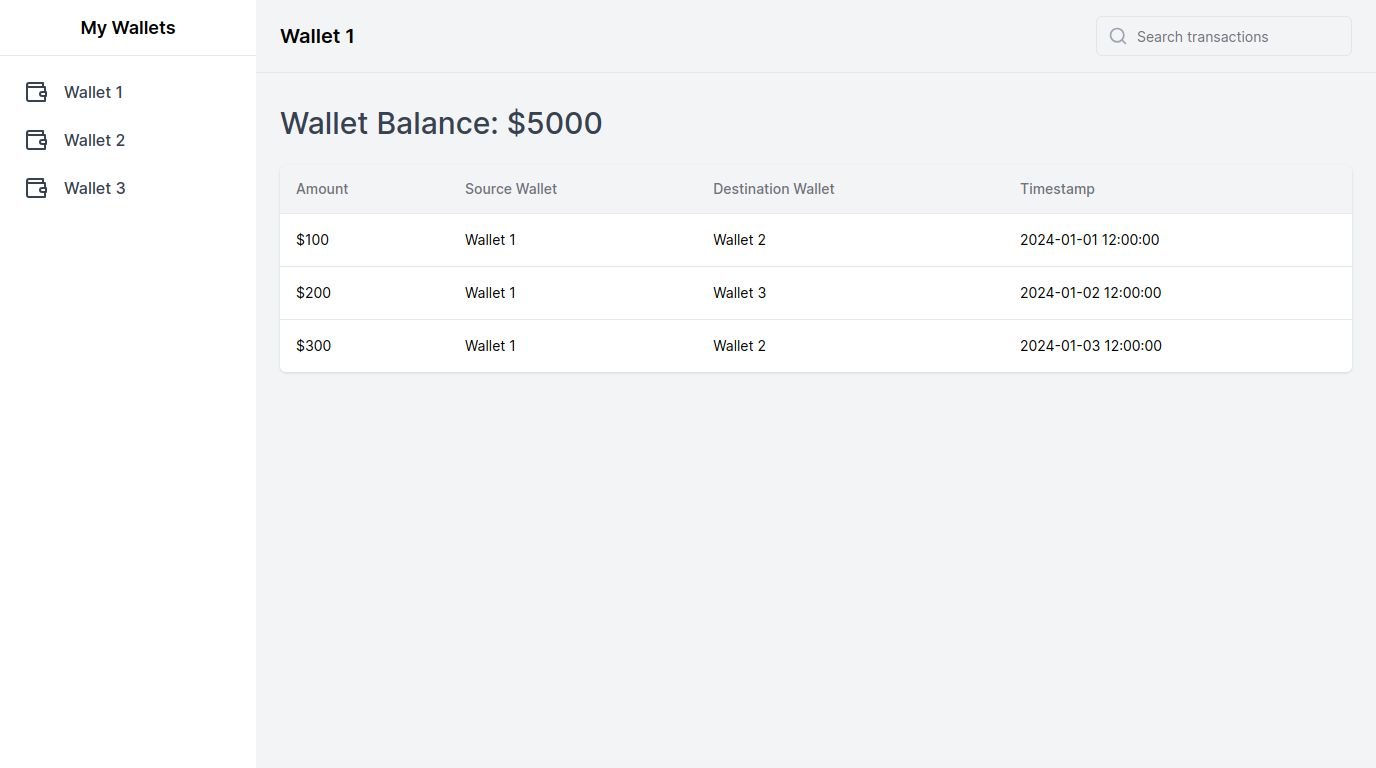 My Wallets
Wallet 1
Wallet 2
Wallet 3
Wallet 1
Search transactions
Wallet Balance: $5000
Amount Source Wallet Destination Wallet Timestamp
$100 Wallet 1 Wallet 2 2024-01-01 12:00:00
$200 Wallet 1 Wallet 3 2024-01-02 12:00:00
$300 Wallet 1 Wallet 2 2024-01-03 12:00:00